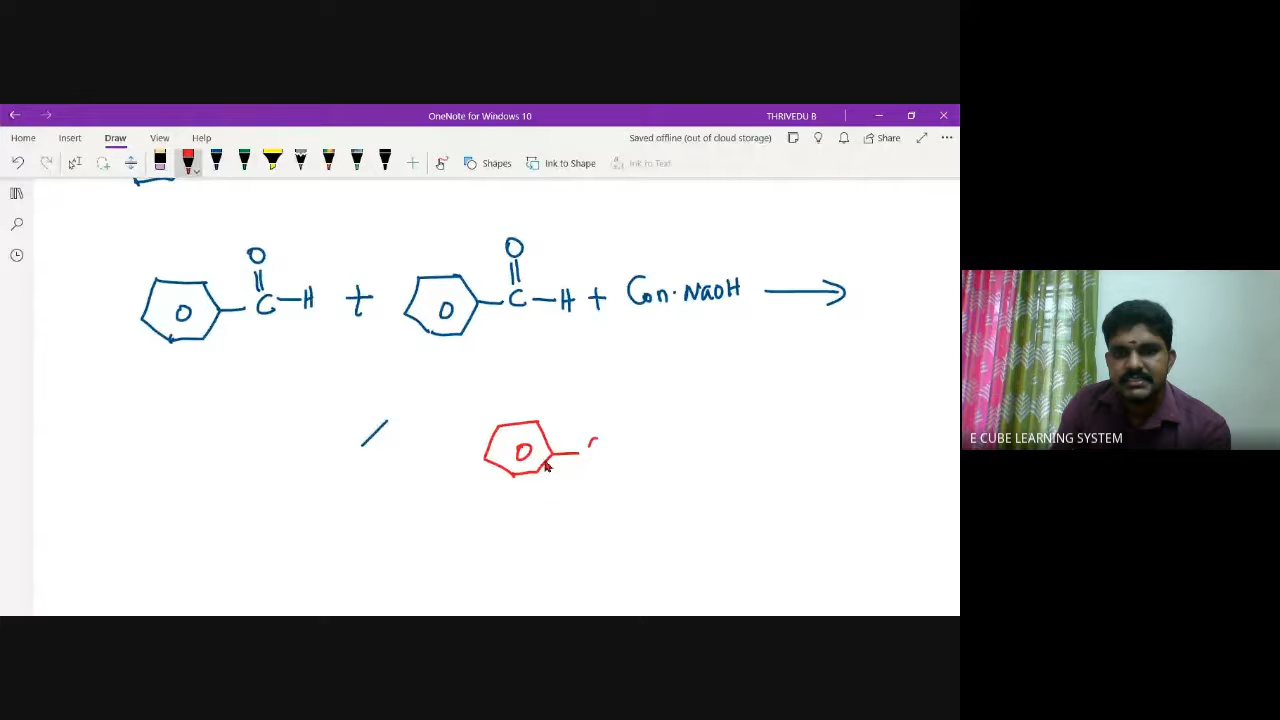 OneNote for Windows 10
THRIVEDU B
Home Insert Draw View Help
Saved offline (out of cloud storage)
Share
Shapes
Ink to Shape
Ink to Text
O O
C—H + C—H + Con. NaOH
O O
O
E CUBE LEARNING SYSTEM